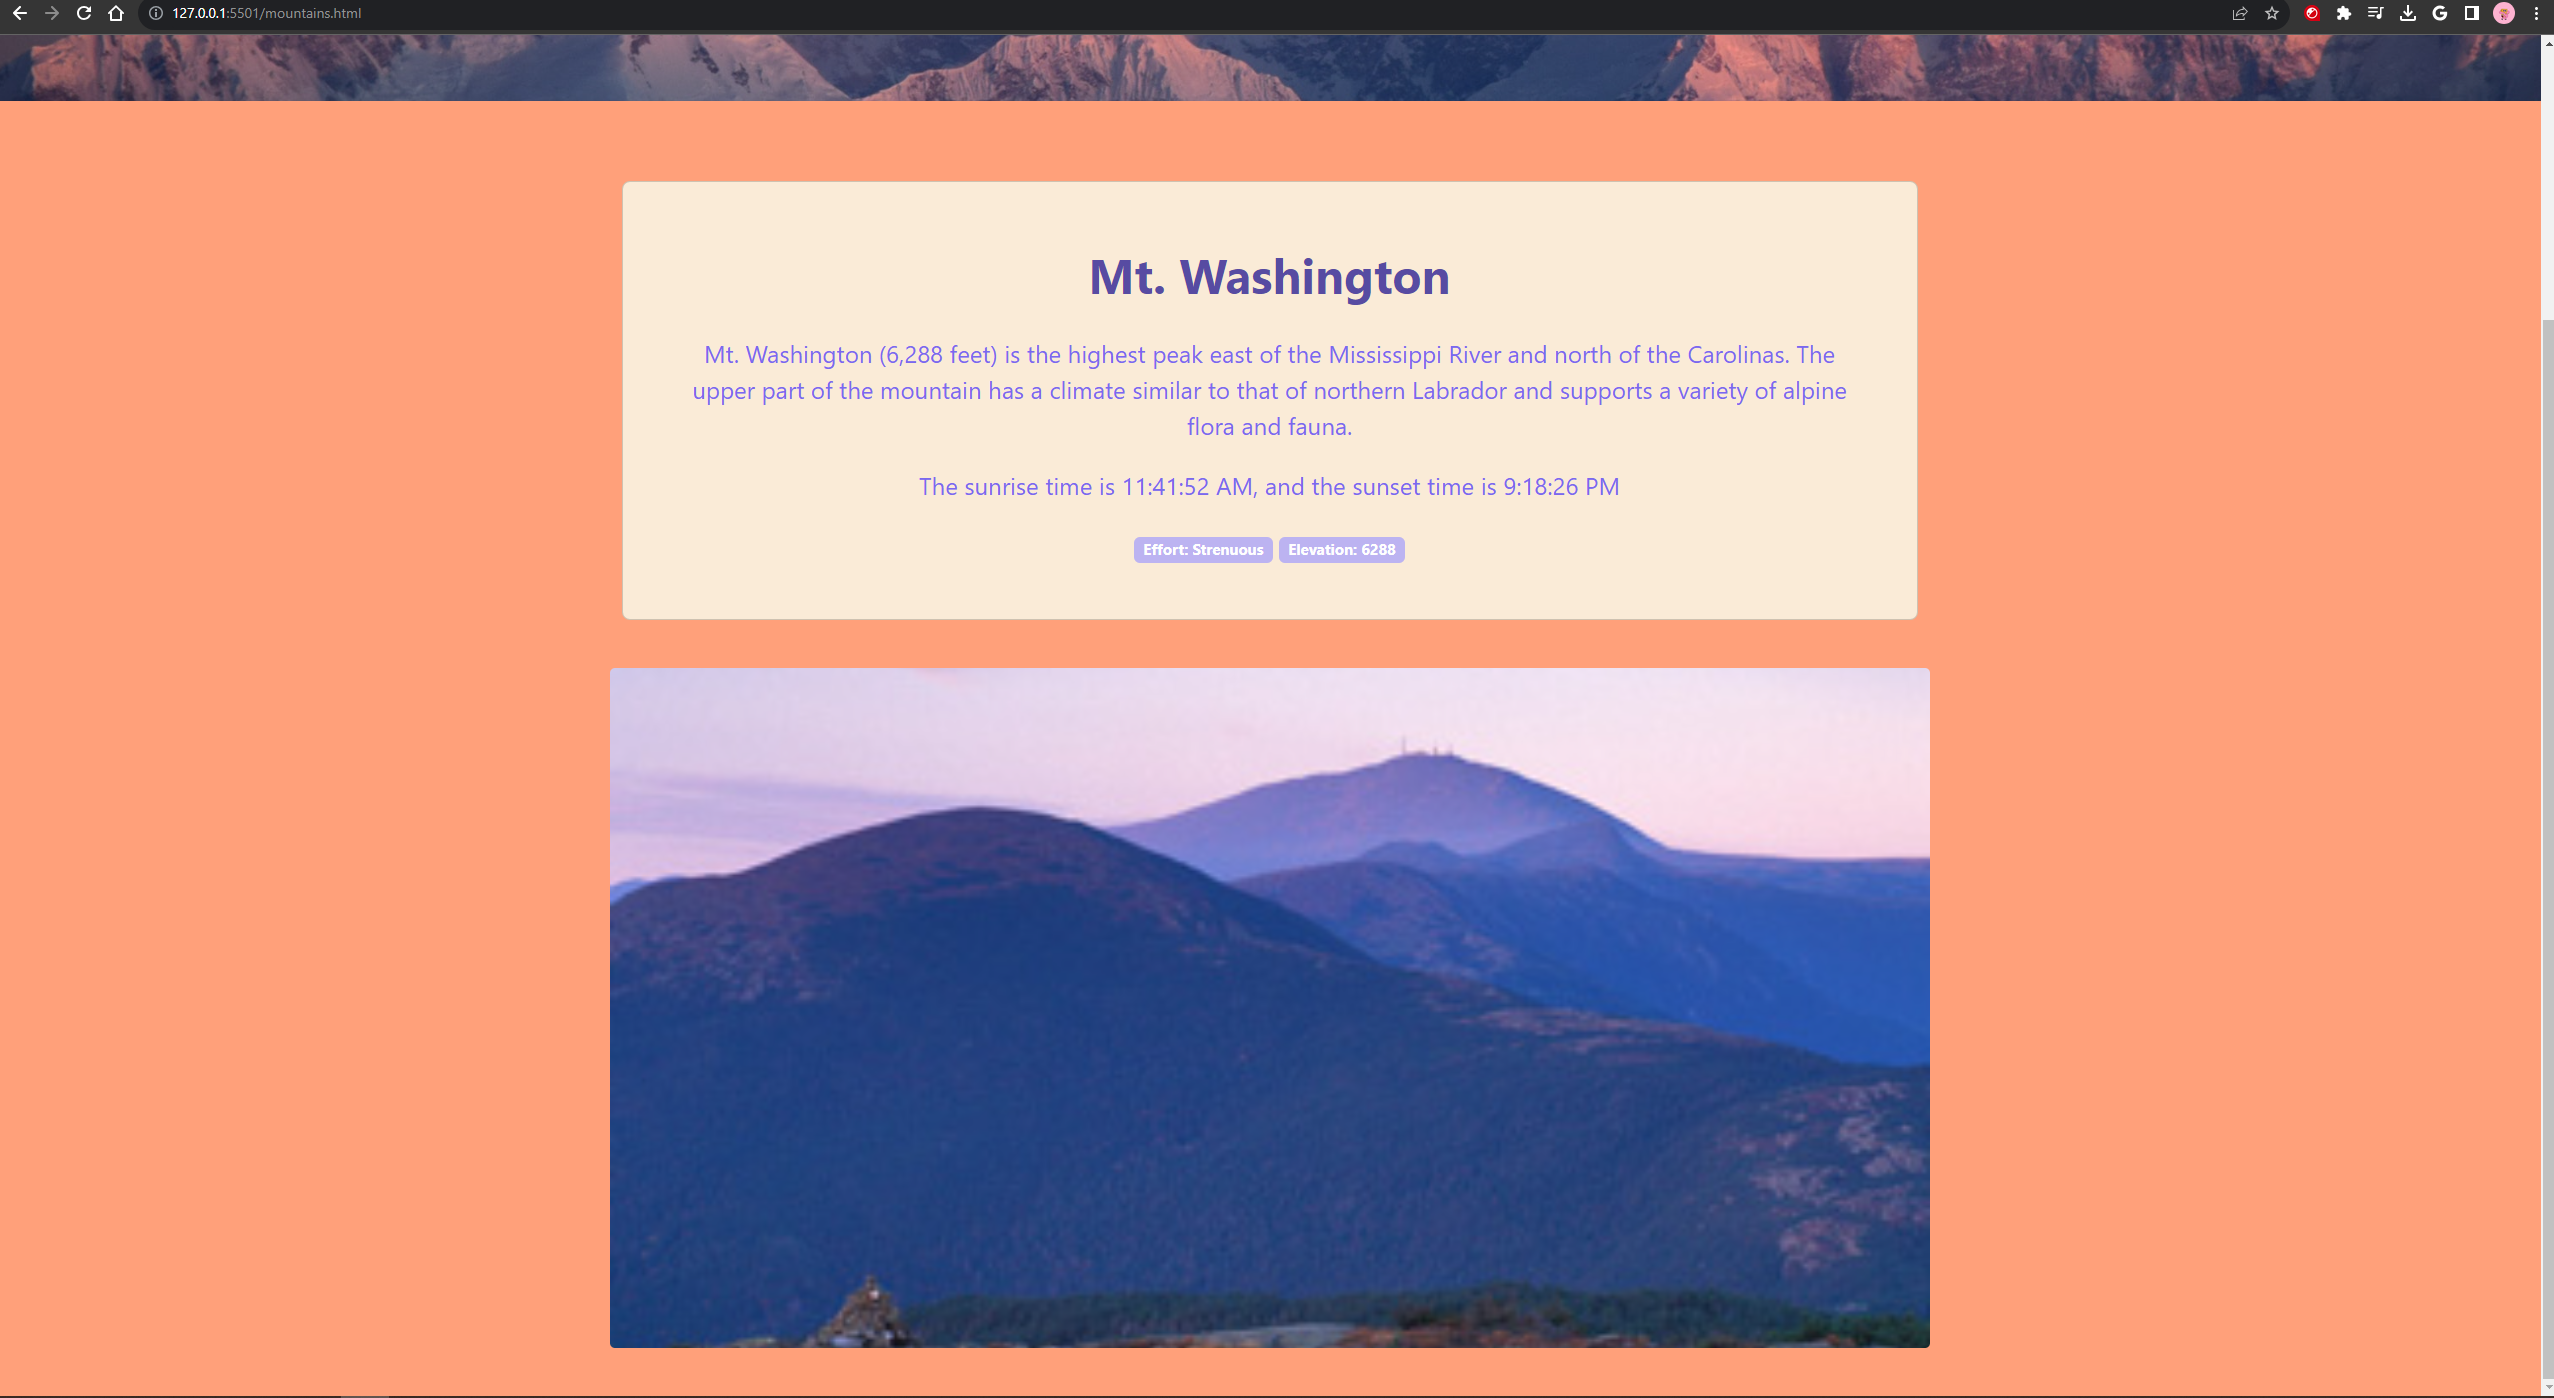 127.0.0.1:5501/mountains.html
Mt. Washington
Mt. Washington (6,288 feet) is the highest peak east of the Mississippi River and north of the Carolinas. The
upper part of the mountain has a climate similar to that of northern Labrador and supports a variety of alpine
flora and fauna.
The sunrise time is 11:41:52 AM, and the sunset time is 9:18:26 PM
Effort: Strenuous Elevation: 6288